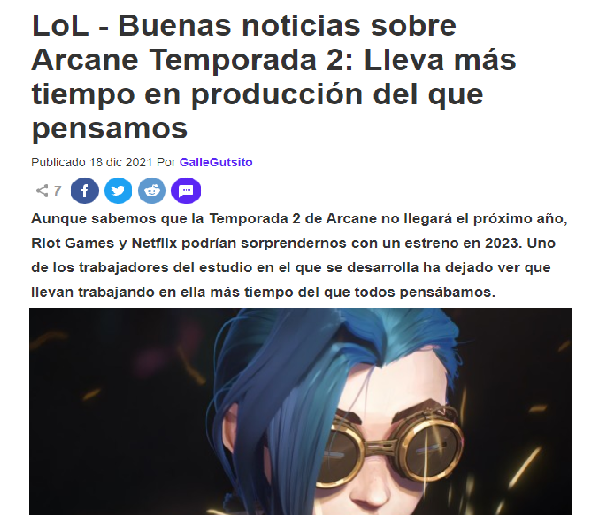 LoL - Buenas noticias sobre
Arcane Temporada 2: Lleva más
tiempo en producción del que
pensamos
Publicado 18 dic 2021 Por GalleGutsito
7
Aunque sabemos que la Temporada 2 de Arcane no llegará el próximo año,
Riot Games y Netflix podrían sorprendernos con un estreno en 2023. Uno
de los trabajadores del estudio en el que se desarrolla ha dejado ver que
llevan trabajando en ella más tiempo del que todos pensábamos.